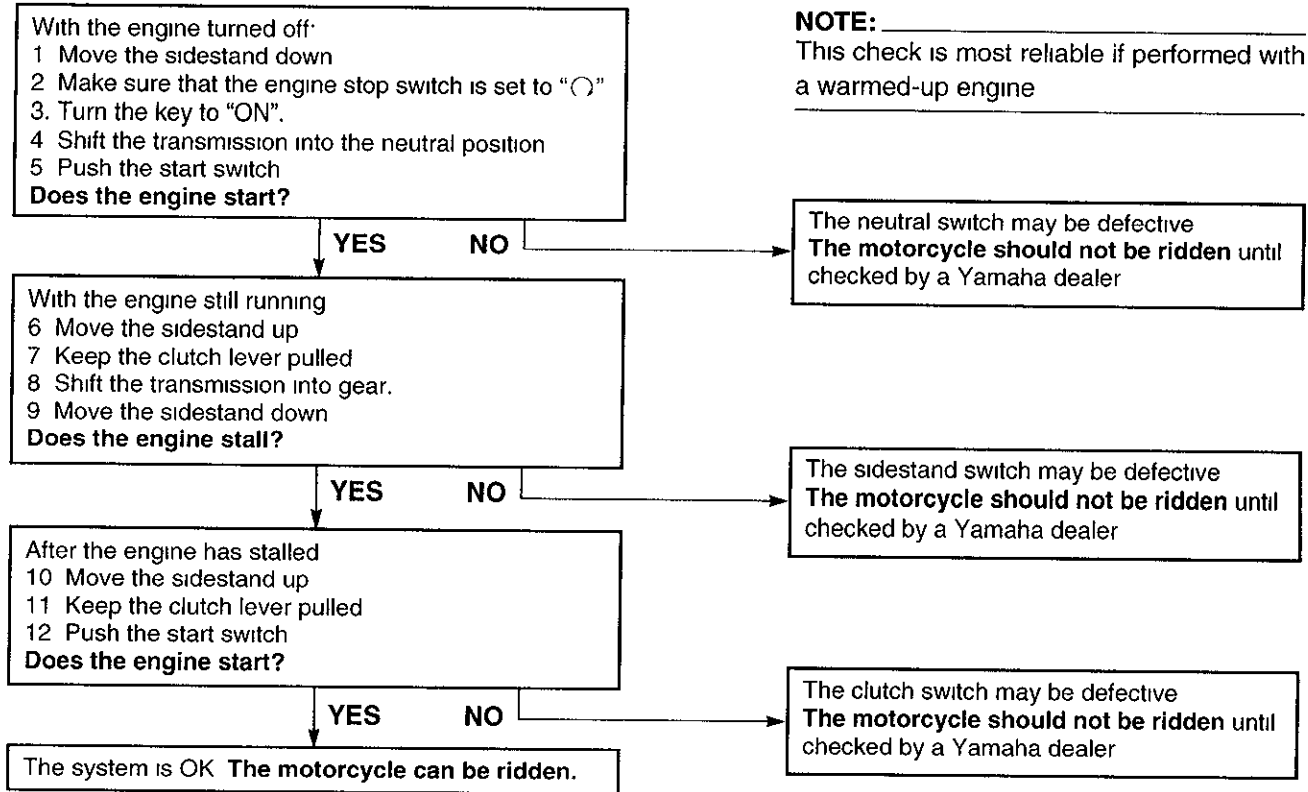 With the engine turned off·
1 Move the sidestand down
2 Make sure that the engine stop switch is set to “◯”
3. Turn the key to “ON”.
4 Shift the transmission into the neutral position
5 Push the start switch
Does the engine start?
NOTE:
This check is most reliable if performed with
a warmed-up engine
YES NO
The neutral switch may be defective
The motorcycle should not be ridden until
checked by a Yamaha dealer
With the engine still running
6 Move the sidestand up
7 Keep the clutch lever pulled
8 Shift the transmission into gear.
9 Move the sidestand down
Does the engine stall?
YES NO
The sidestand switch may be defective
The motorcycle should not be ridden until
checked by a Yamaha dealer
After the engine has stalled
10 Move the sidestand up
11 Keep the clutch lever pulled
12 Push the start switch
Does the engine start?
YES NO
The clutch switch may be defective
The motorcycle should not be ridden until
checked by a Yamaha dealer
The system is OK The motorcycle can be ridden.